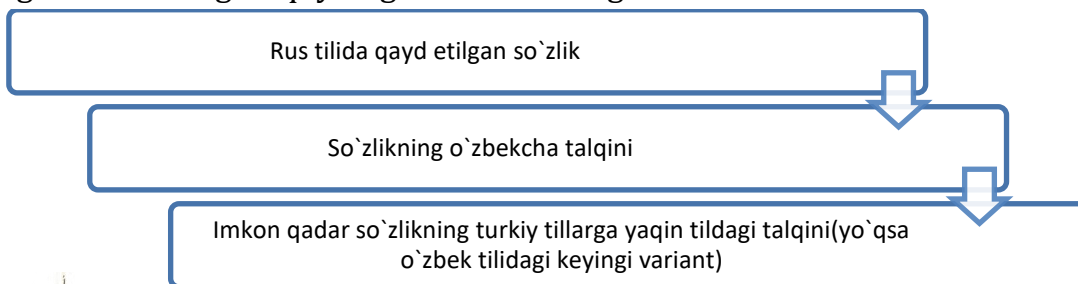 Rus tilida qayd etilgan so`zlik
So`zlikning o`zbekcha talqini
Imkon qadar so`zlikning turkiy tillarga yaqin tildagi talqini(yo`qsa
o`zbek tilidagi keyingi variant)